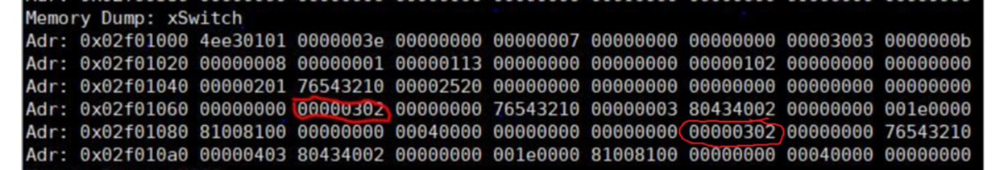 Memory Dump: xSwitch
Adr: 0x02f01000 4ee30101 0000003e 00000000 00000007 00000000 00000000 00003003 0000000b
Adr: 0x02f01020 00000008 00000001 00000113 00000000 00000000 00000102 00000000 00000000
Adr: 0x02f01040 00000201 76543210 00002520 00000000 00000000 00000000 00000000 00000000
Adr: 0x02f01060 00000000 00000302 00000000 76543210 00000003 80434002 00000000 001e0000
Adr: 0x02f01080 81008100 00000000 00040000 00000000 00000000 00000302 00000000 76543210
Adr: 0x02f010a0 00000403 80434002 00000000 001e0000 81008100 00000000 00040000 00000000